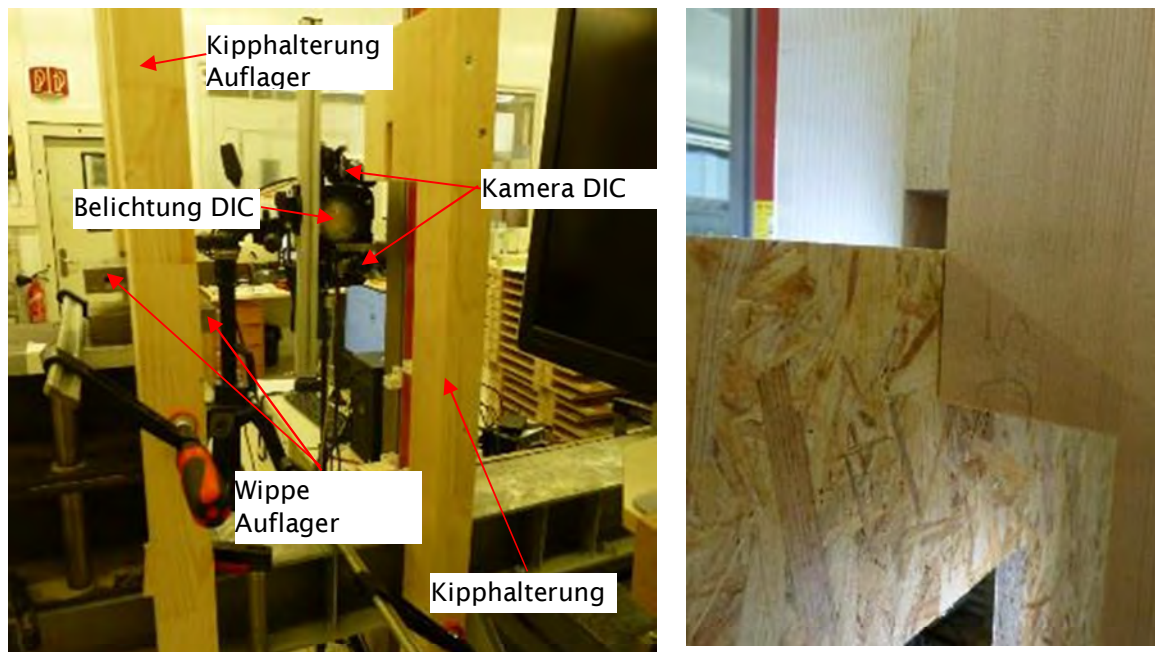 Kipphalterung
Auflager
Belichtung DIC
Kamera DIC
Wippe
Auflager
Kipphalterung